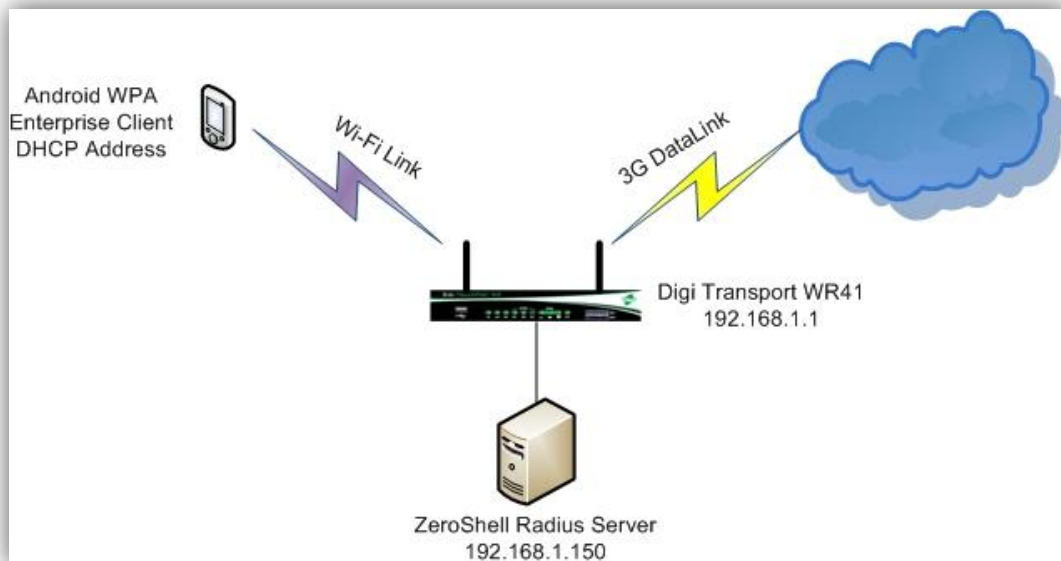 Android WPA
Enterprise Client
DHCP Address
Wi-Fi Link
3G DataLink
Digi Transport WR41
192.168.1.1
ZeroShell Radius Server
192.168.1.150